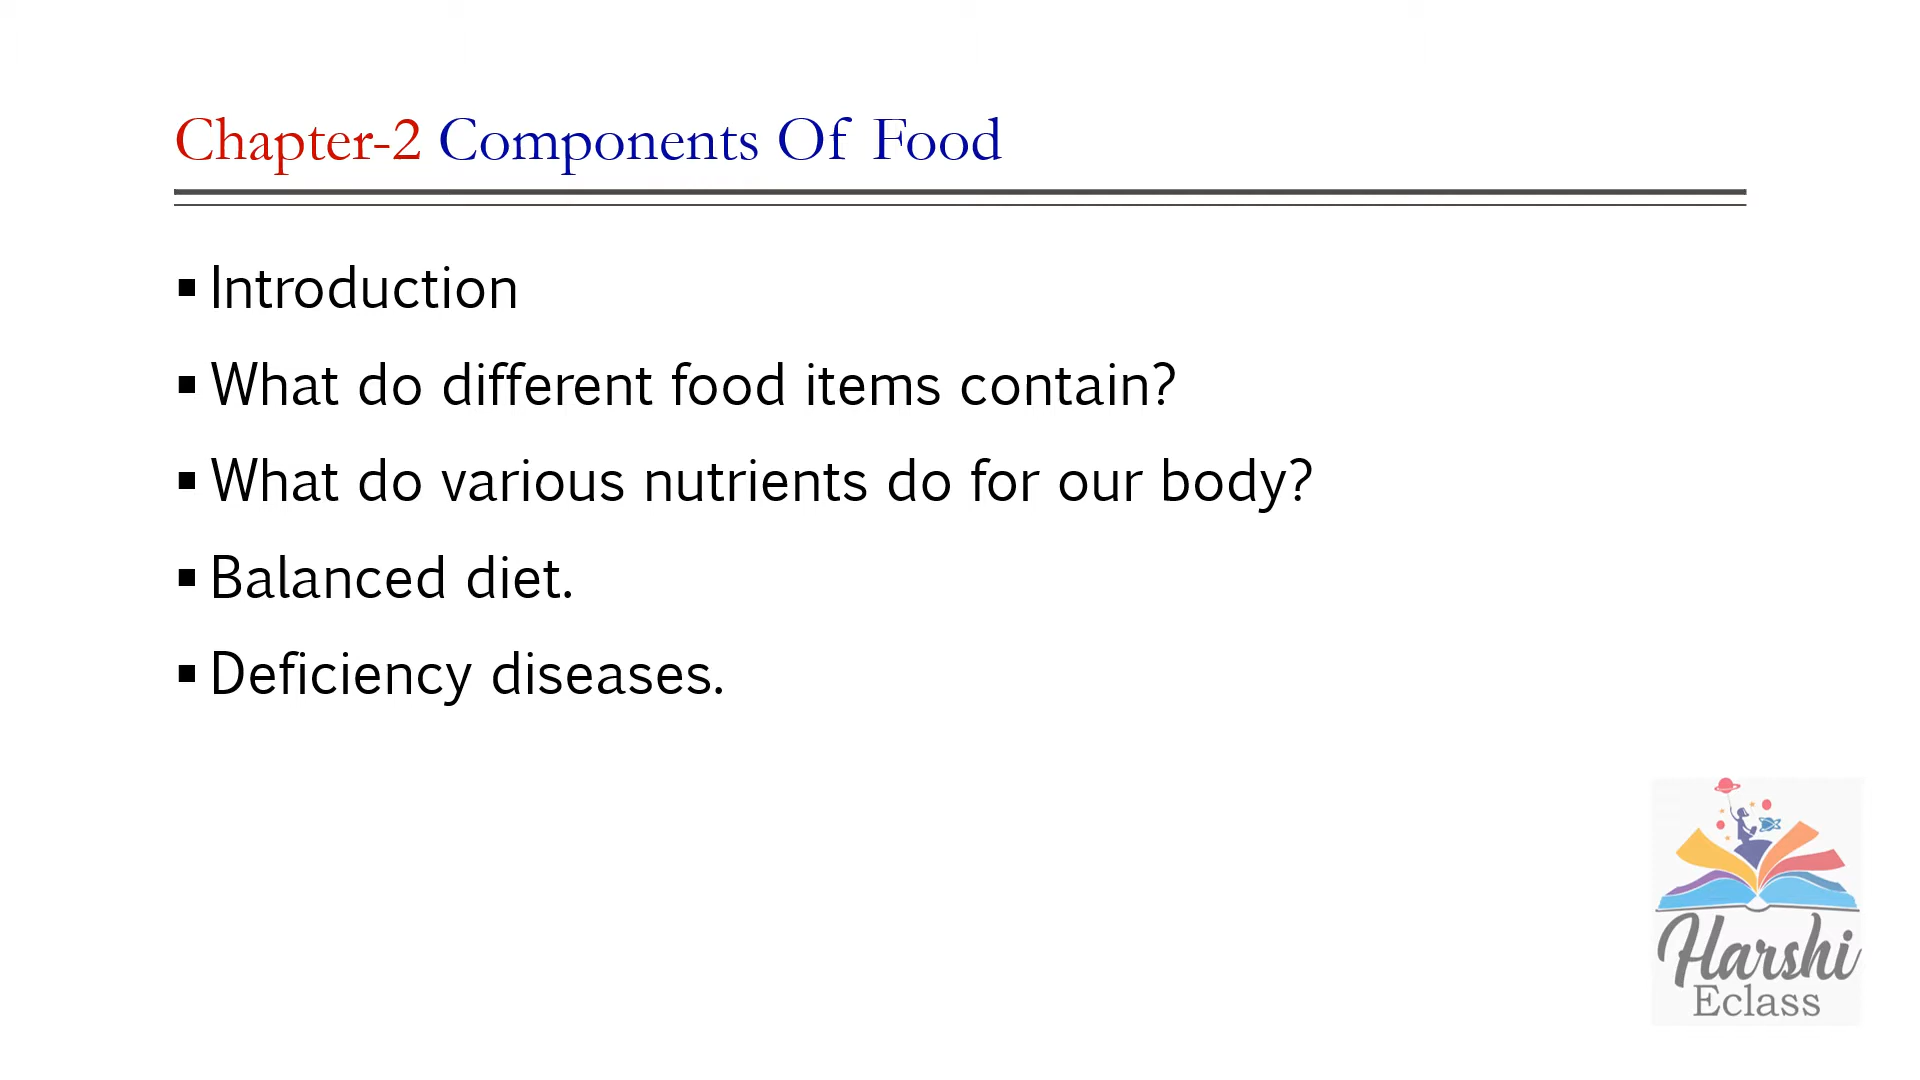 Chapter-2 Components Of Food
Introduction
What do different food items contain?
What do various nutrients do for our body?
Balanced diet.
Deficiency diseases.
Harshi
Eclass